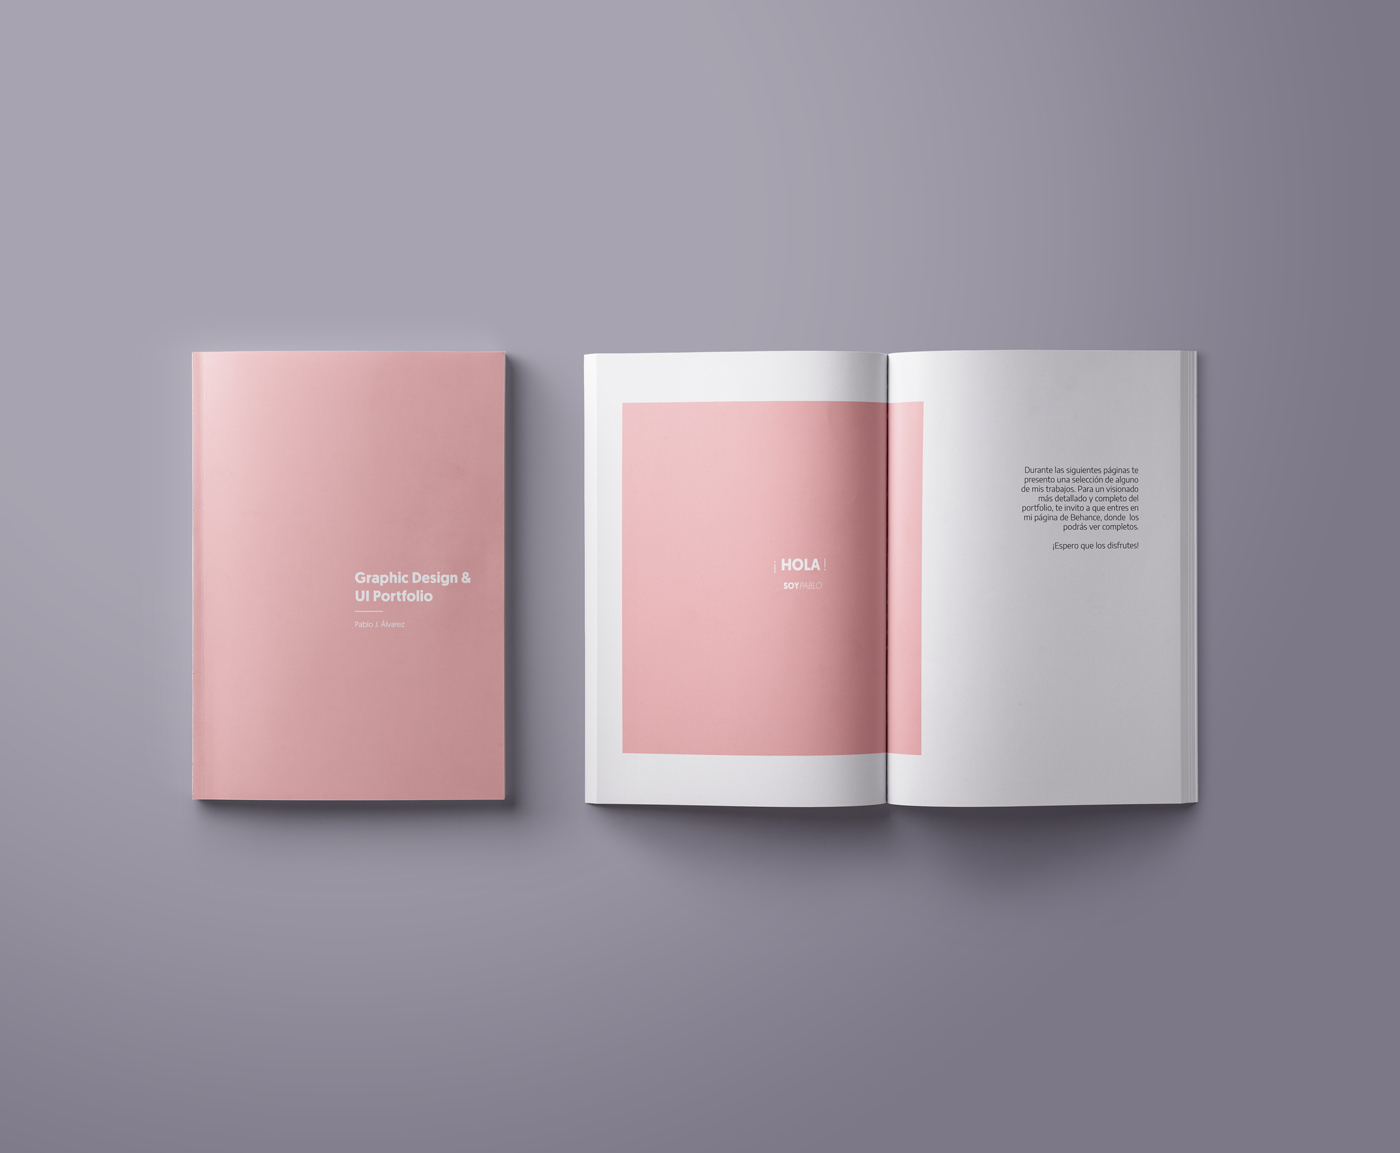 Graphic Design &
UI Portfolio
Pablo J. Álvarez
¡ HOLA !
SOYPABLO
Durante las siguientes páginas te
presento una selección de alguno
de mis trabajos. Para un visionado
más detallado y completo del
portfolio, te invito a que entres en
mi página de Behance, donde los
podrás ver completos.
¡Espero que los disfrutes!